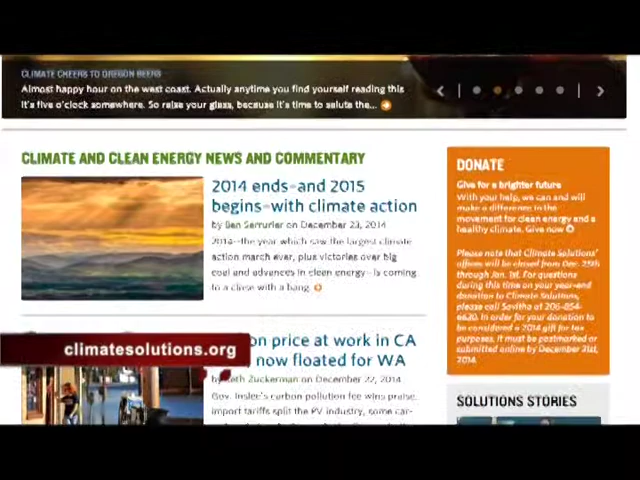 CLIMATE CHEERS TO OREGON BEERS
Almost happy hour on the west coast. Actually anytime you find yourself reading this
it's five o'clock somewhere. So raise your glass, because it's time to salute the...
CLIMATE AND CLEAN ENERGY NEWS AND COMMENTARY
2014 ends-and 2015
begins-with climate action
by Ben Serrurier on December 23, 2014
2014--the year which saw the largest climate
action march ever, plus victories over big
coal and advances in clean energy--is coming
to a close with a bang.
on price at work in CA
now floated for WA
Seth Zuckerman on December 22, 2014
Gov. Inslee's carbon pollution fee wins praise,
import tariffs split the PV industry, some car-
climatesolutions.org
DONATE
Give for a brighter future
With your help, we can and will
make a difference in the
movement for clean energy and a
healthy climate. Give now
Please note that Climate Solutions'
offices will be closed from Dec. 25th
through Jan. 1st. For questions
during this time on your year-end
donation to Climate Solutions,
please call Savitha at 206-854-
6620. In order for your donation to
be considered a 2014 gift for tax
purposes, it must be postmarked or
submitted online by December 31st,
2014.
SOLUTIONS STORIES